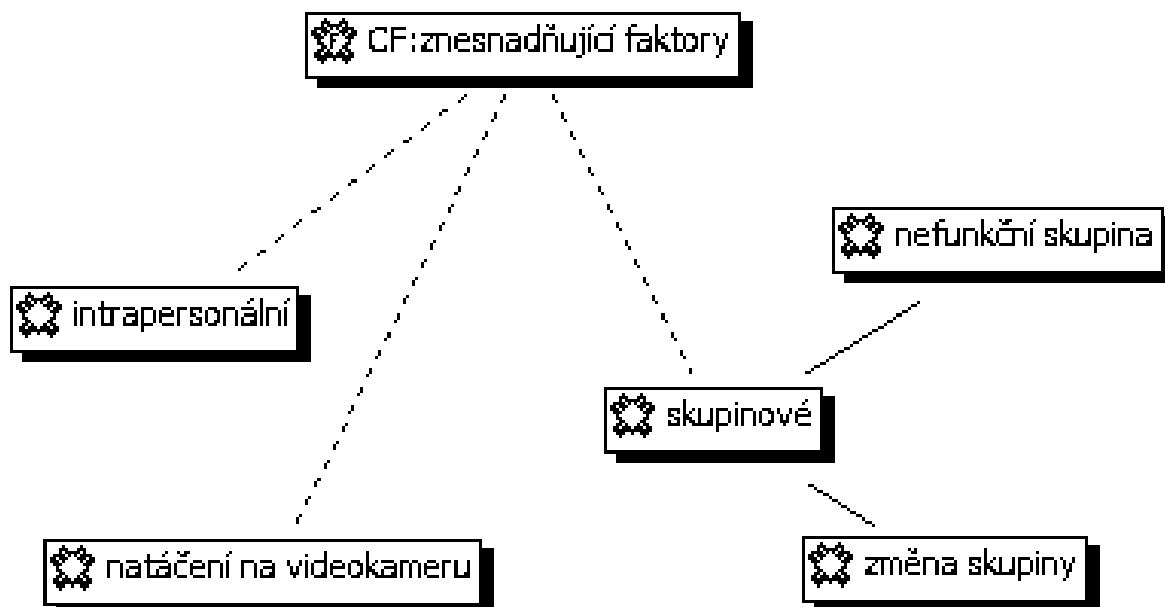 CF:znesnadňující faktory
nefunkční skupina
intrapersonální
skupinové
natáčení na videokameru
změna skupiny